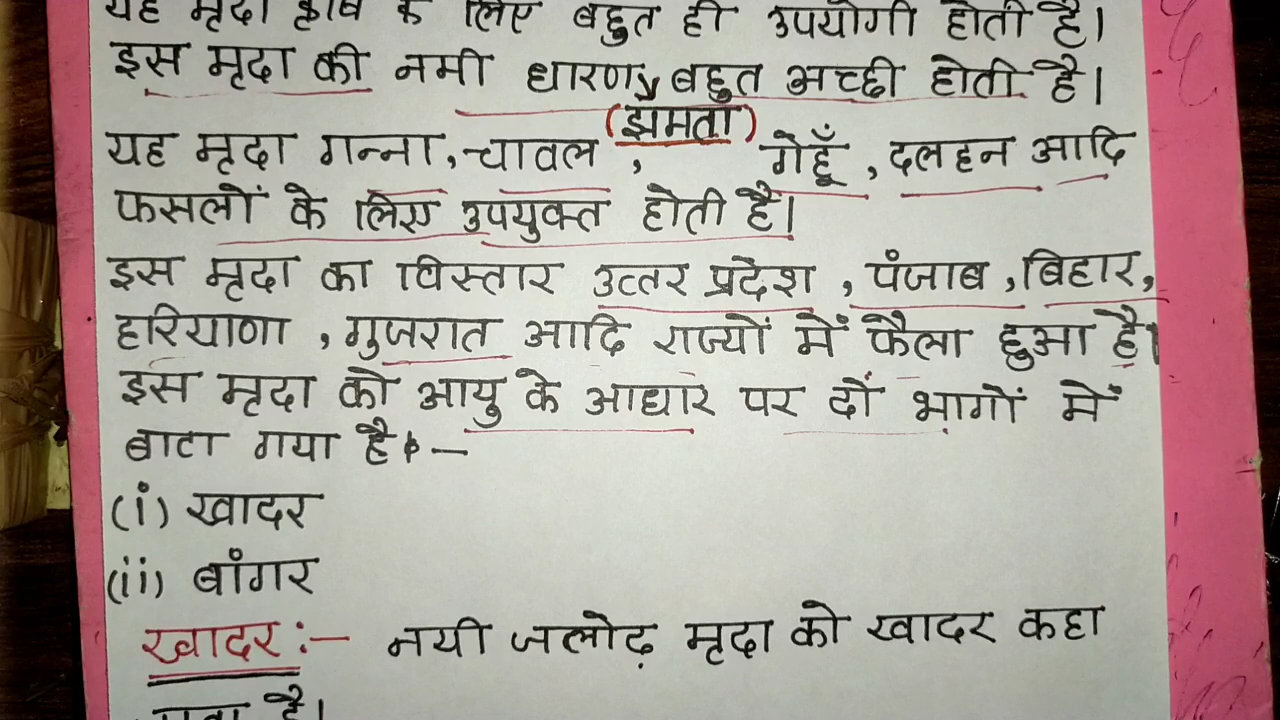 यह मृदा कृषि के लिए बहुत ही उपयोगी होती है।
इस मृदा की नमी धारण बहुत अच्छी होती है।
(क्षमता)
यह मृदा गन्ना, चावल , गेहूँ , दलहन आदि
फसलों के लिए उपयुक्त होती है।
इस मृदा का विस्तार उत्तर प्रदेश , पंजाब , बिहार,
हरियाणा , गुजरात आदि राज्यों में फैला हुआ है।
इस मृदा को आयु के आधार पर दो भागों में
बाटा गया है। -
(i) खादर
(ii) बांगर
खादर :- नयी जलोढ़ मृदा को खादर कहा
जाता है।